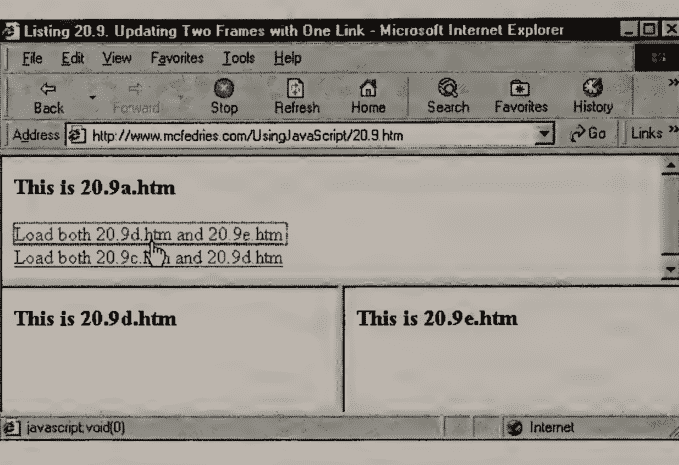 Listing 20.9. Updating Two Frames with One Link - Microsoft Internet Explorer
File Edit View Favorites Tools Help
Back Forward Stop Refresh Home Search Favorites History »
Address http://www.mcfedries.com/UsingJavaScript/20.9.htm Go Links »
This is 20.9a.htm
Load both 20.9d.htm and 20.9e.htm
Load both 20.9c.htm and 20.9d.htm
This is 20.9d.htm
This is 20.9e.htm
javascript:void(0) Internet